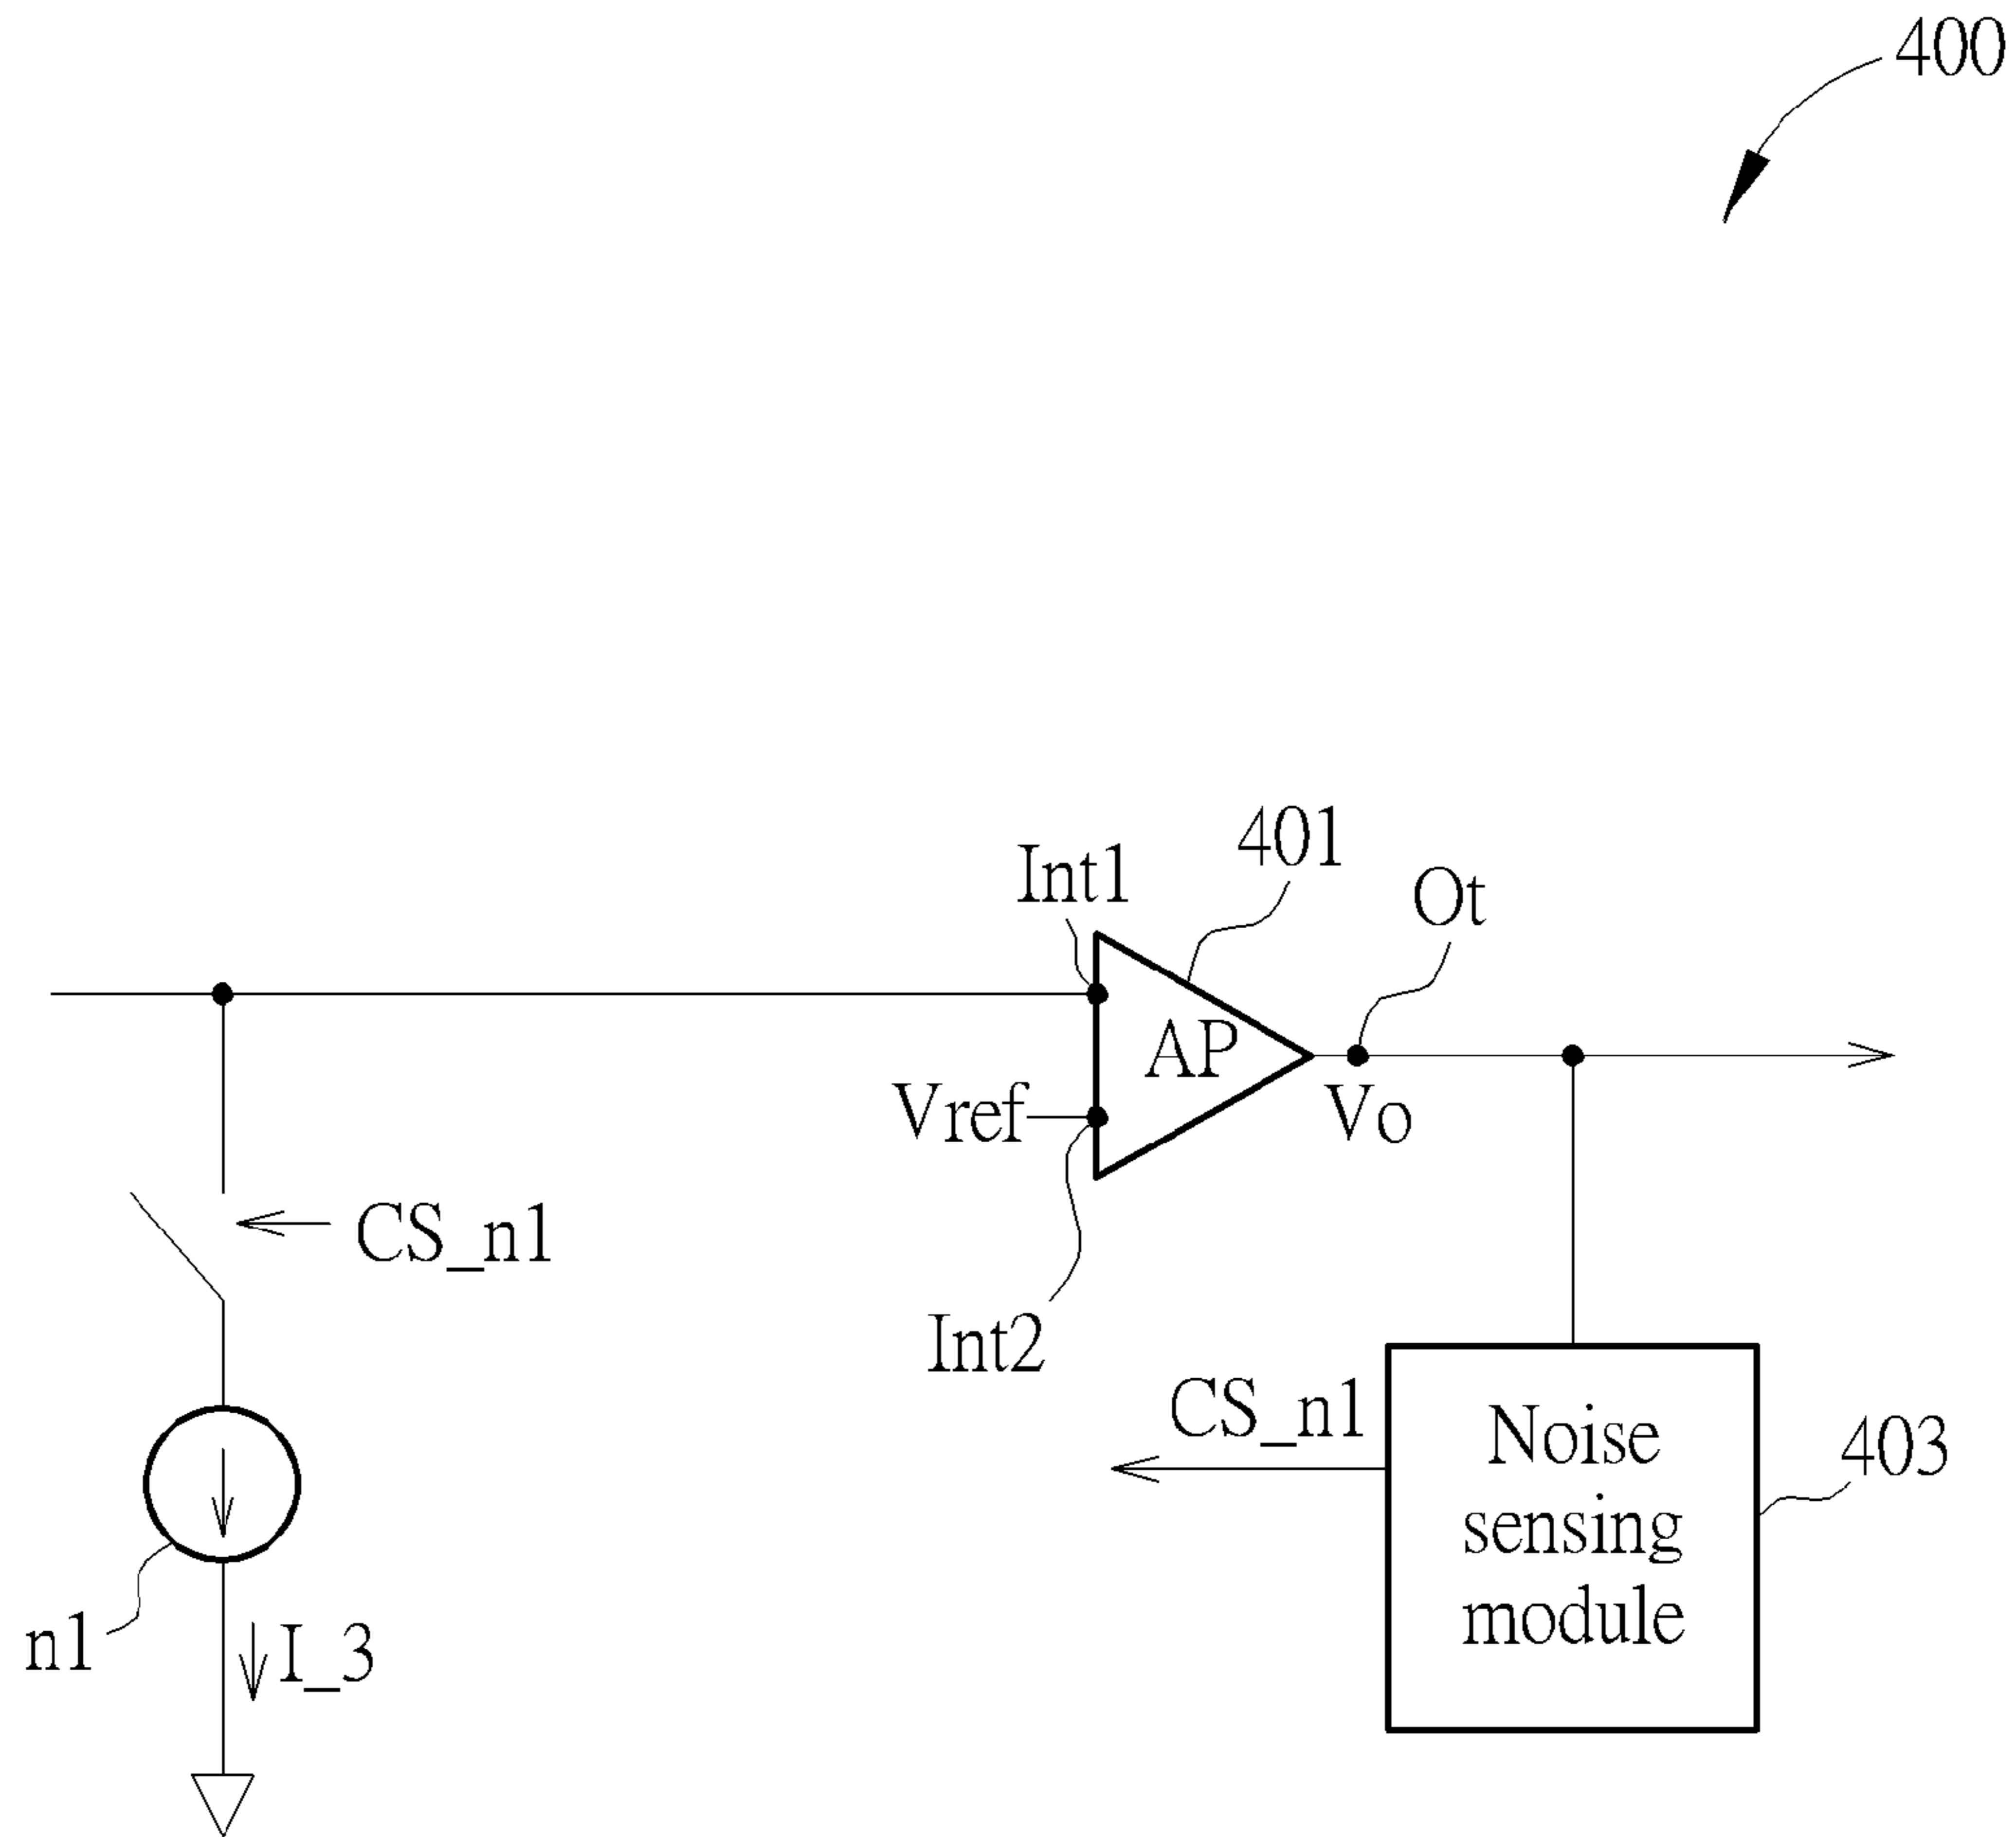 400
401
Int1
Ot
AP
Vref
Vo
CS_n1
Int2
CS_n1
Noise
sensing
module
403
n1
I_3